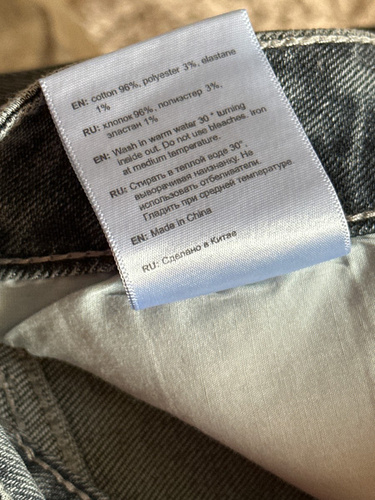 EN: cotton 96%, polyester 3%, elastane
1%
RU: хлопок 96%, полиэстер 3%,
эластан 1%
EN: Wash in warm water 30 ° turning
inside out. Do not use bleaches. Iron
at medium temperature.
RU: Стирать в теплой воде 30°,
выворачивая наизнанку. Не
использовать отбеливатели.
Гладить при средней температуре.
EN: Made in China
RU: Сделано в Китае